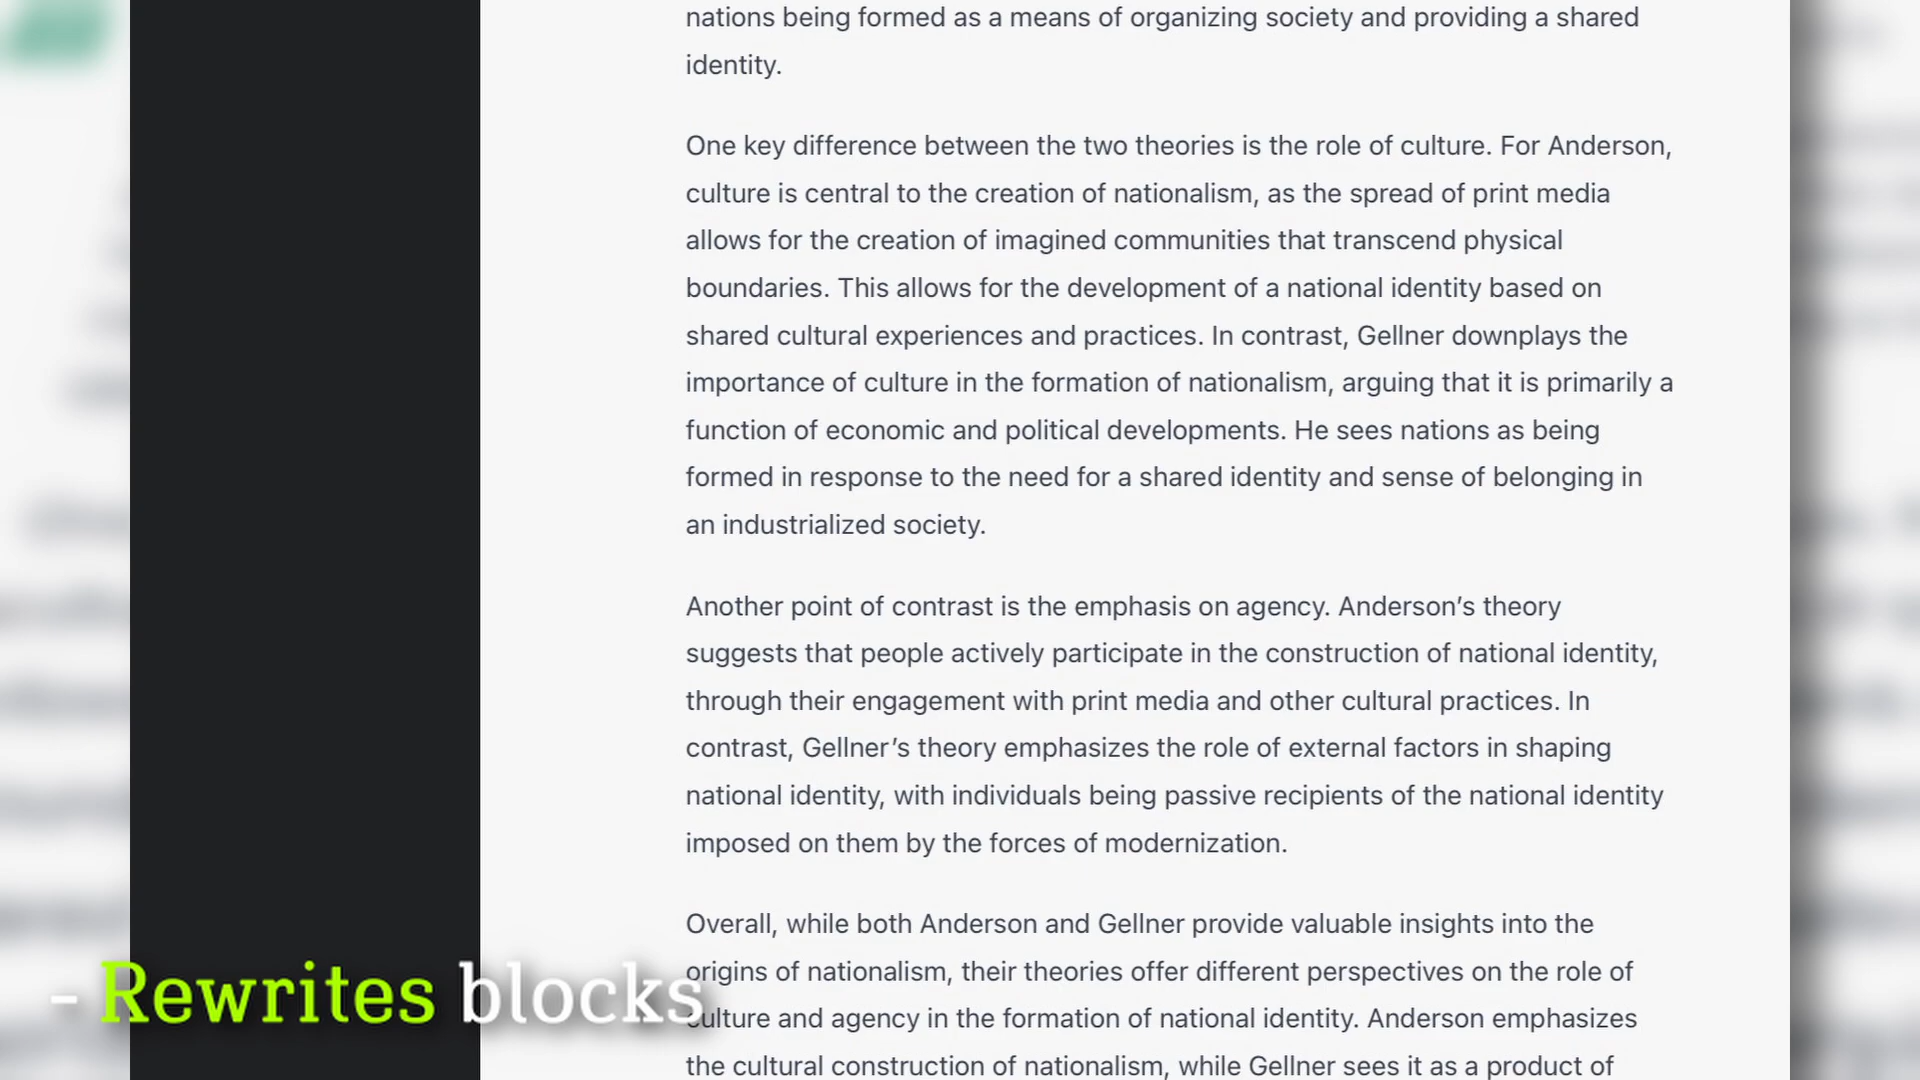 nations being formed as a means of organizing society and providing a shared
identity.
One key difference between the two theories is the role of culture. For Anderson,
culture is central to the creation of nationalism, as the spread of print media
allows for the creation of imagined communities that transcend physical
boundaries. This allows for the development of a national identity based on
shared cultural experiences and practices. In contrast, Gellner downplays the
importance of culture in the formation of nationalism, arguing that it is primarily a
function of economic and political developments. He sees nations as being
formed in response to the need for a shared identity and sense of belonging in
an industrialized society.
Another point of contrast is the emphasis on agency. Anderson’s theory
suggests that people actively participate in the construction of national identity,
through their engagement with print media and other cultural practices. In
contrast, Gellner’s theory emphasizes the role of external factors in shaping
national identity, with individuals being passive recipients of the national identity
imposed on them by the forces of modernization.
Overall, while both Anderson and Gellner provide valuable insights into the
origins of nationalism, their theories offer different perspectives on the role of
culture and agency in the formation of national identity. Anderson emphasizes
the cultural construction of nationalism, while Gellner sees it as a product of
- Rewrites blocks